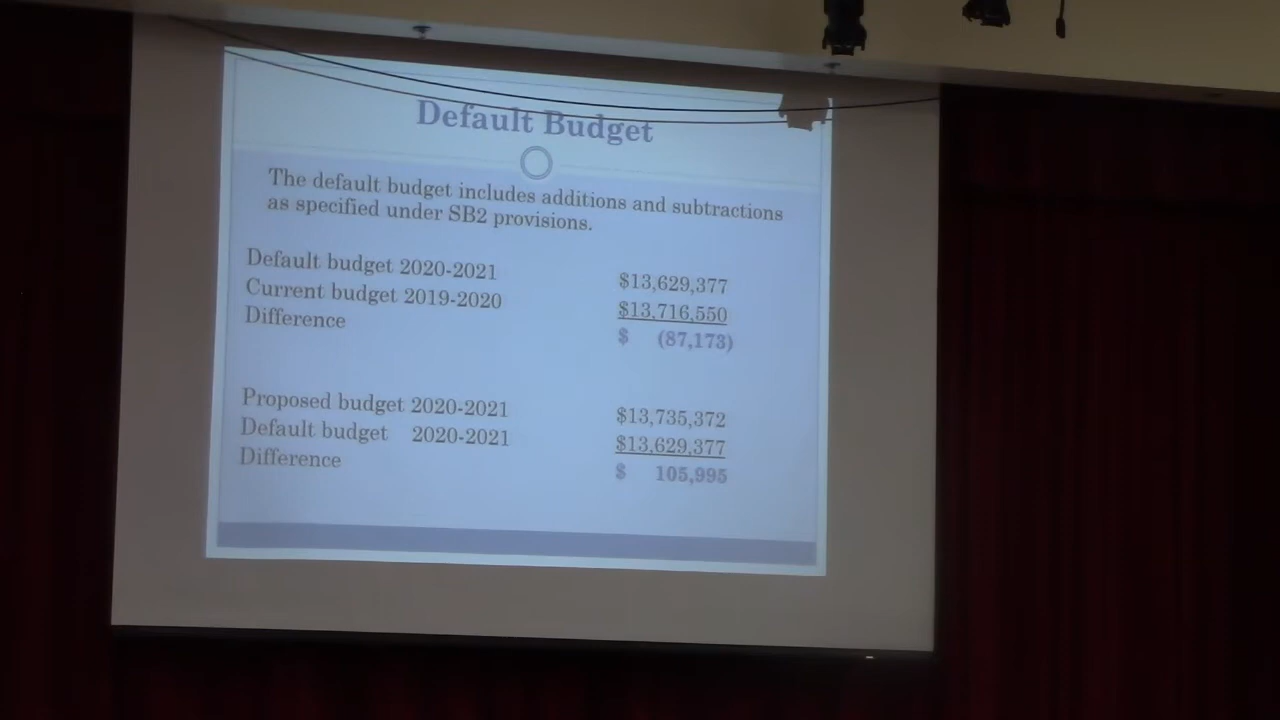 Default Budget
The default budget includes additions and subtractions
as specified under SB2 provisions.
Default budget 2020-2021 $13,629,377
Current budget 2019-2020 $13,716,550
Difference $ (87,173)
Proposed budget 2020-2021 $13,735,372
Default budget 2020-2021 $13,629,377
Difference $ 105,995